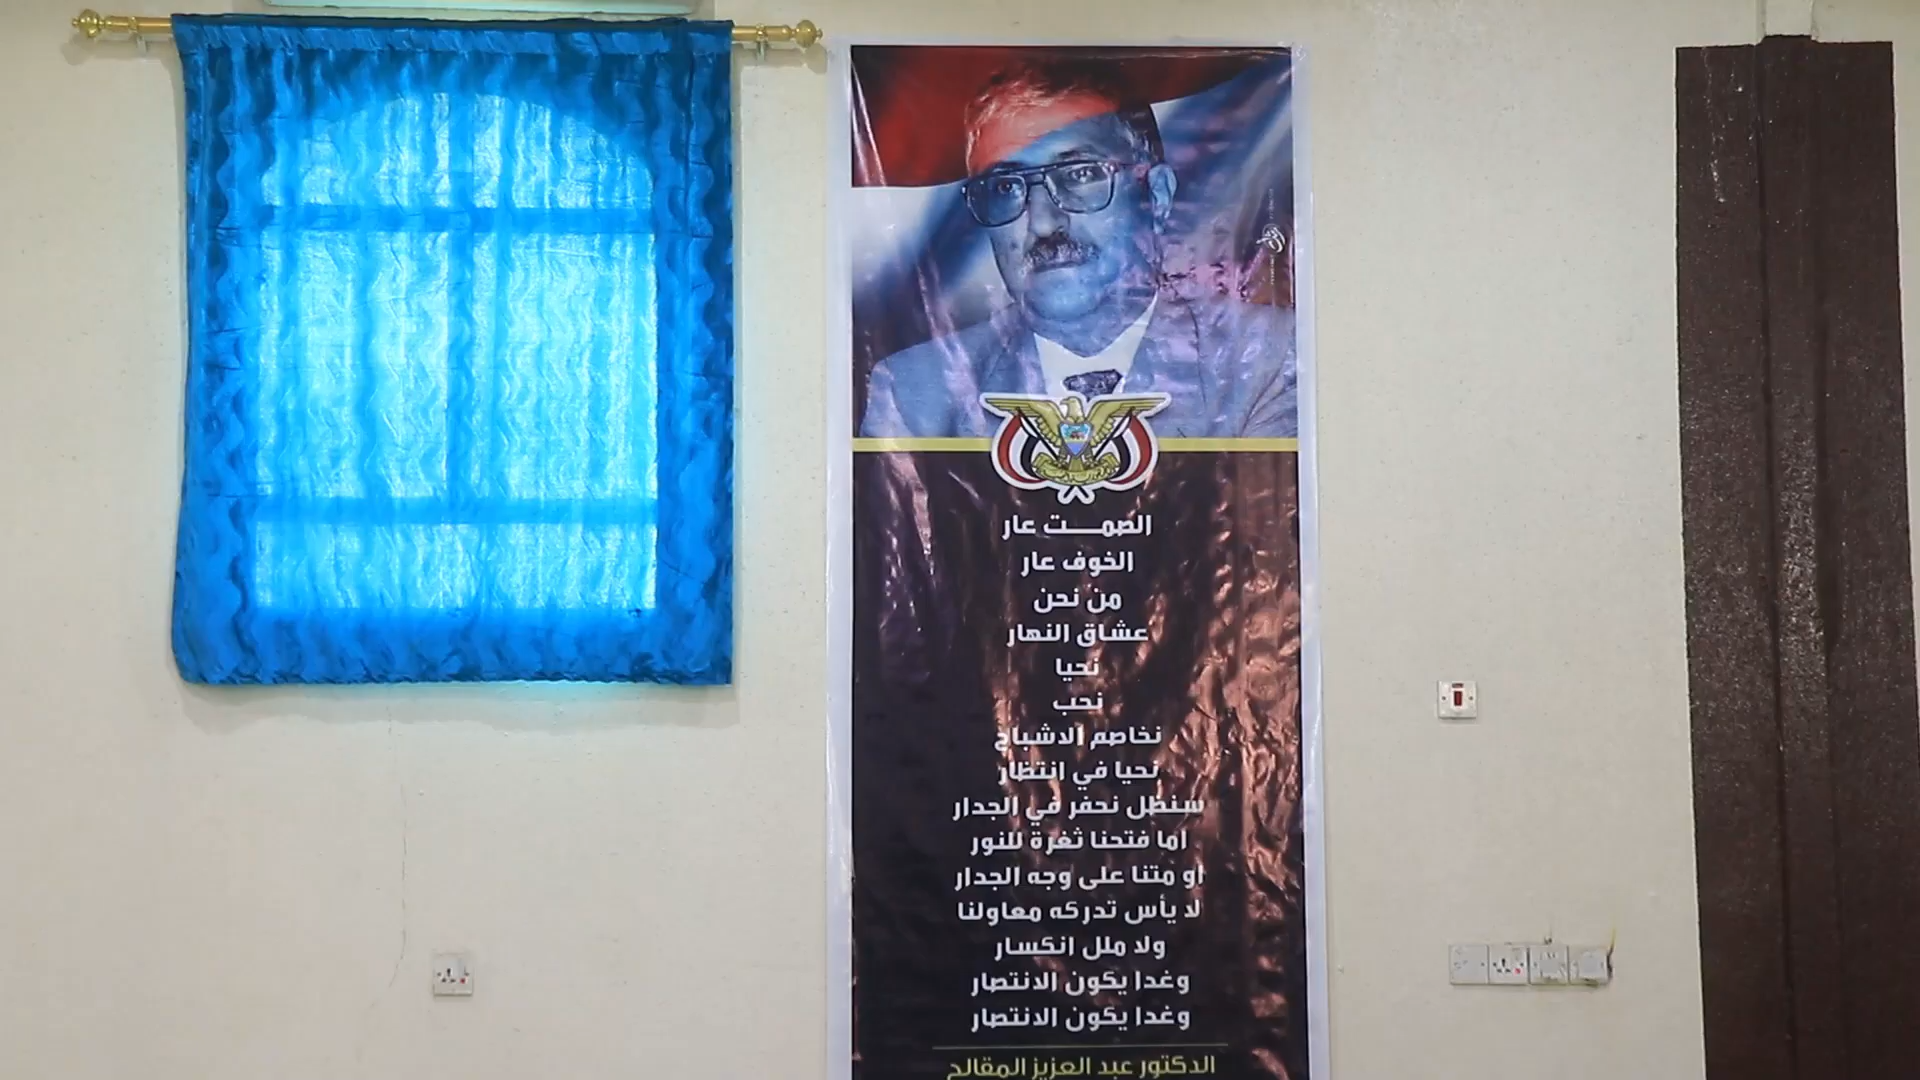 الصمــت عار
الخوف عار
من نحن
عشاق النهار
نحيا
نحب
نخاصم الاشباح
نحيا في انتظار
سنظل نحفر في الجدار
اما فتحنا ثغرة للنور
او متنا على وجه الجدار
لا يأس تدركه معاولنا
ولا ملل انكسار
وغدا يكون الانتصار
وغدا يكون الانتصار
الدكتور عبد العزيز المقالح